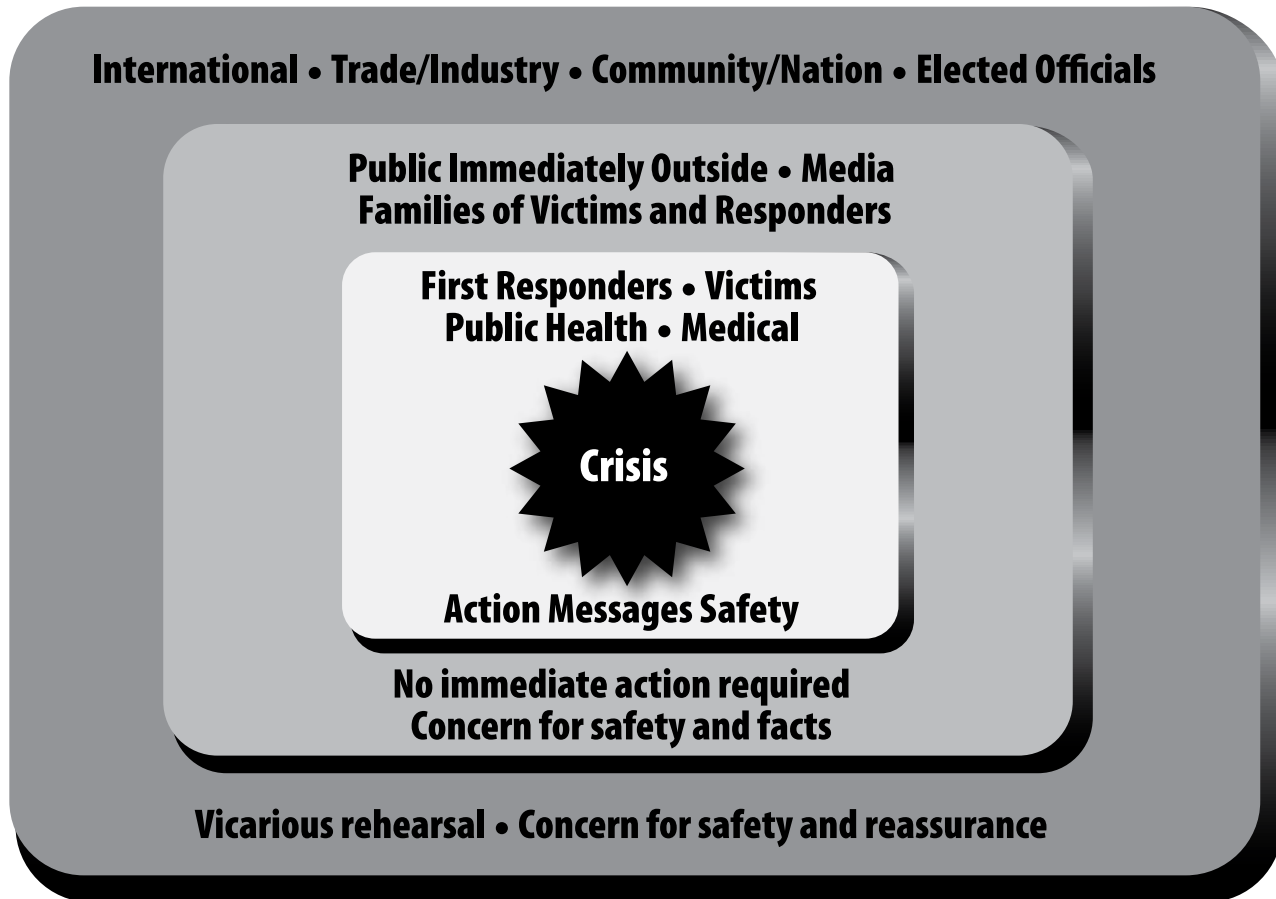 International • Trade/Industry • Community/Nation • Elected Officials
Public Immediately Outside • Media
Families of Victims and Responders
First Responders • Victims
Public Health • Medical
Crisis
Action Messages Safety
No immediate action required
Concern for safety and facts
Vicarious rehearsal • Concern for safety and reassurance